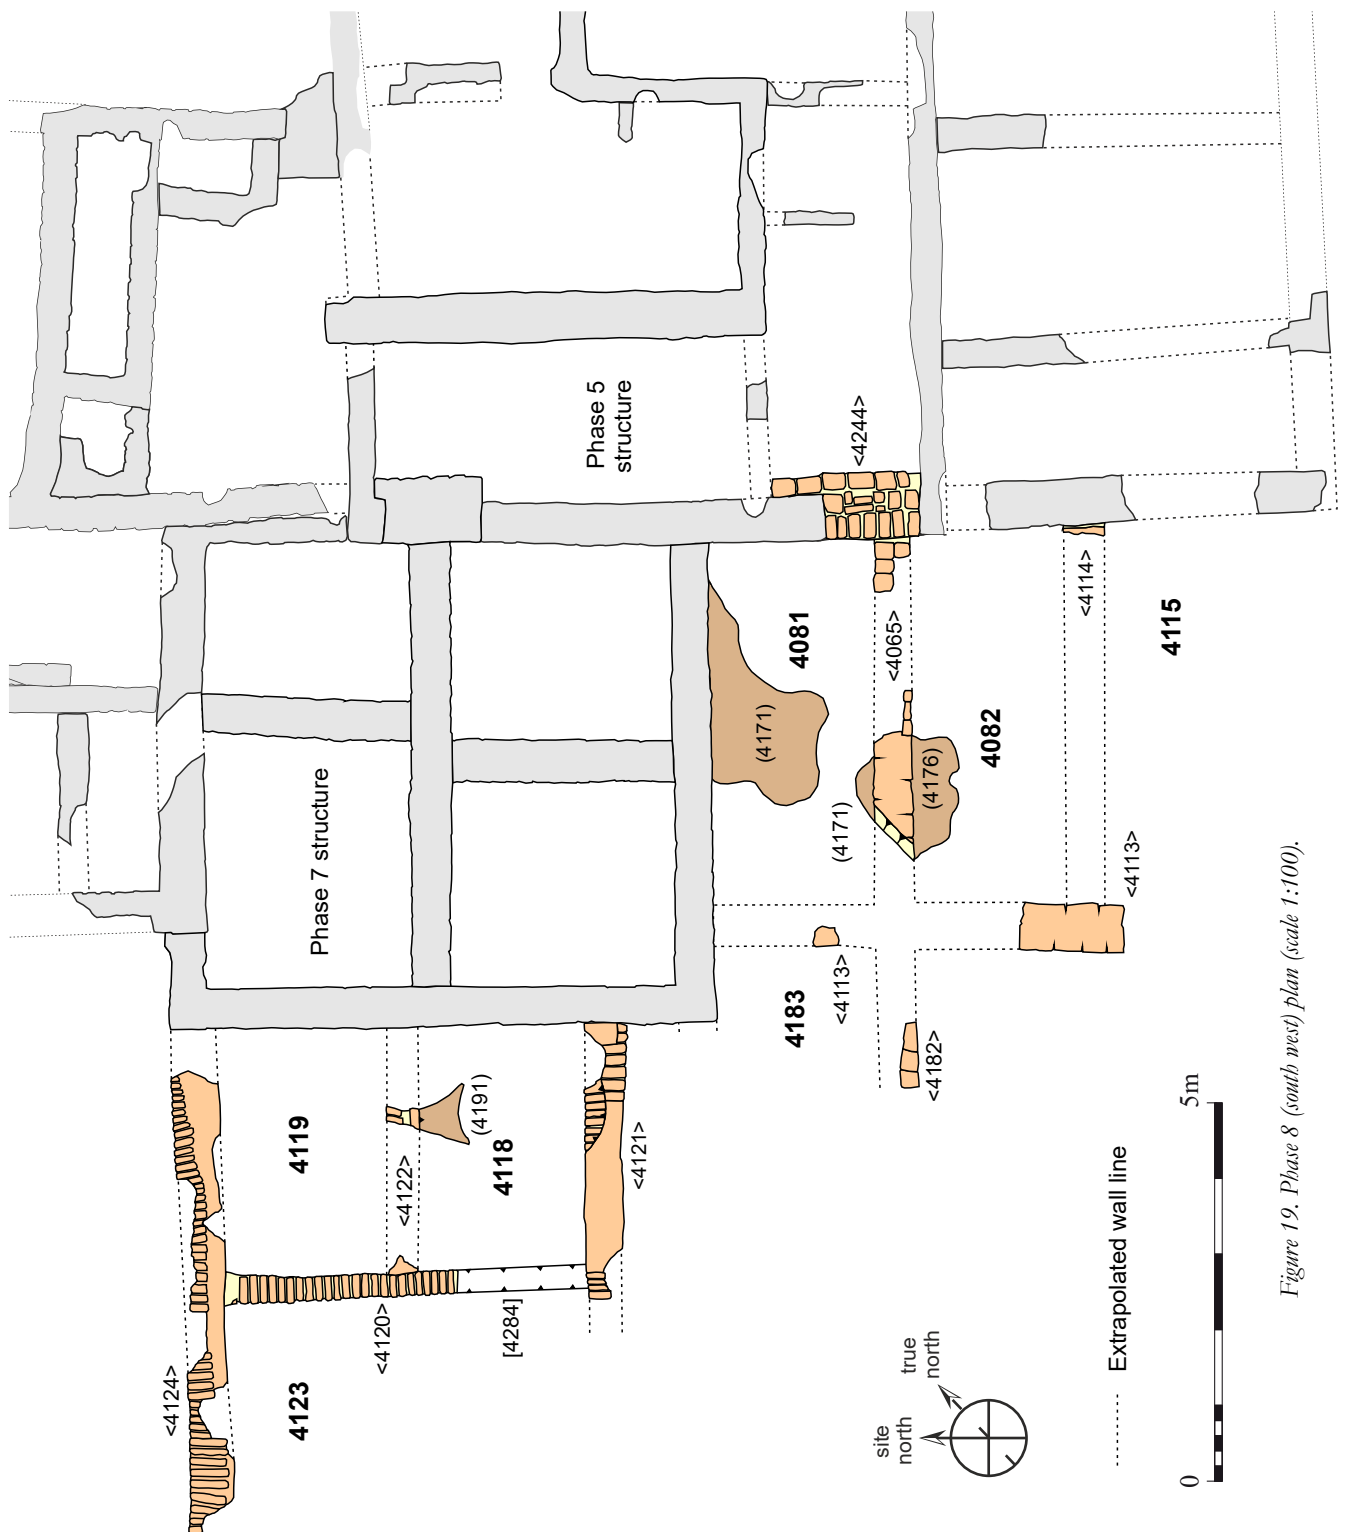 Phase 5
structure
<4244>
Phase 7 structure
4081
(4171)
<4065>
<4114>
4115
4082
(4176)
(4171)
<4113>
<4113>
4183
<4182>
4119
(4191)
4118
<4122>
<4121>
<4120>
[4284]
<4124>
4123
site
north
true
north
Extrapolated wall line
0
5m
Figure 19. Phase 8 (south west) plan (scale 1:100).